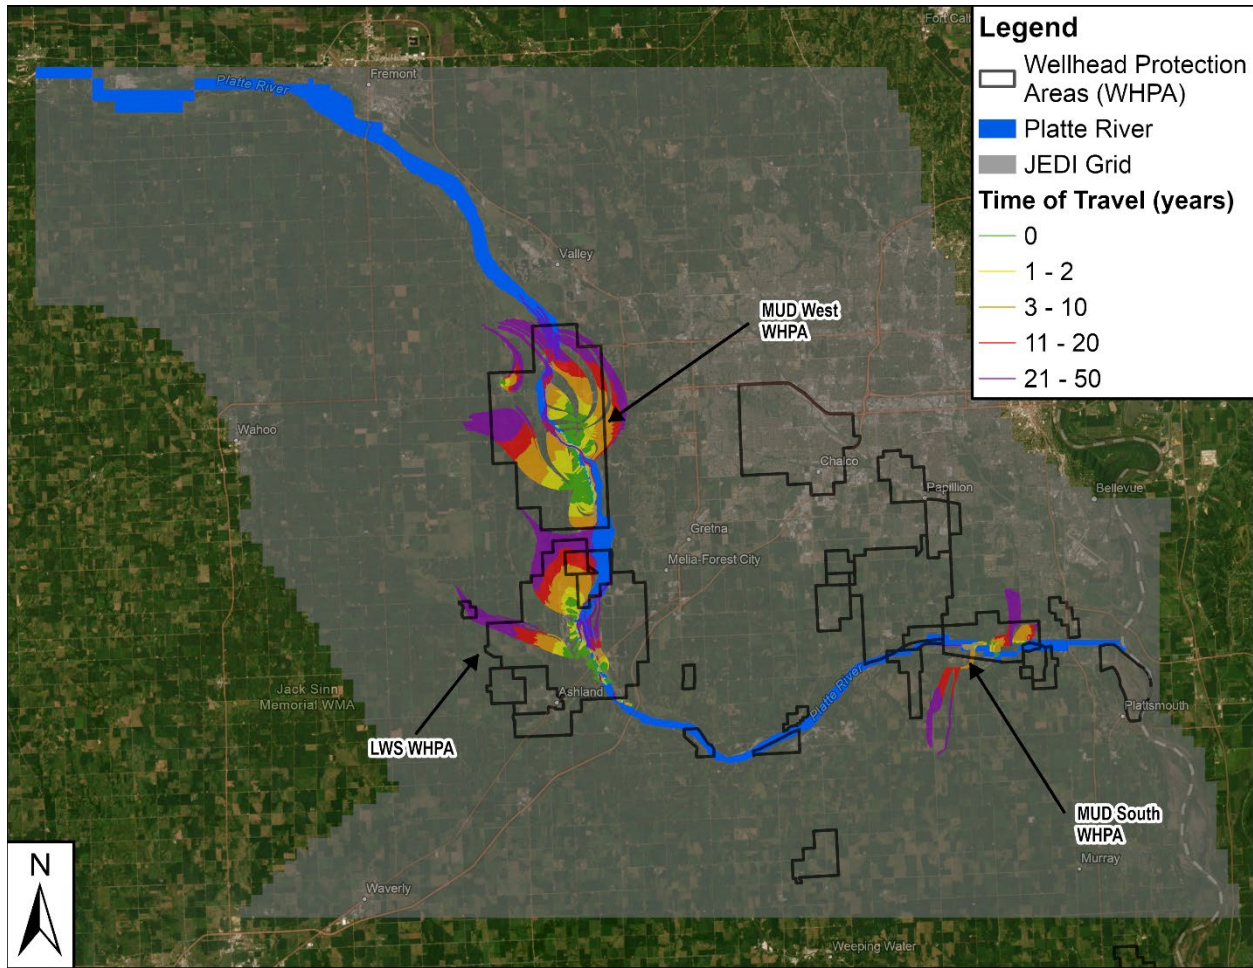 Fort Calh
Legend
Wellhead Protection
Areas (WHPA)
Platte River
JEDI Grid
Time of Travel (years)
0
1 - 2
3 - 10
11 - 20
21 - 50
Platte River
Fremont
Valley
MUD West
WHPA
Wahoo
Chalco
Papillion
Bellevue
Gretna
Melia-Forest City
Jack Sinn
Memorial WMA
Ashland
Platte River
Plattsmouth
LWS WHPA
MUD South
WHPA
Murray
Waverly
Weeping Water
N